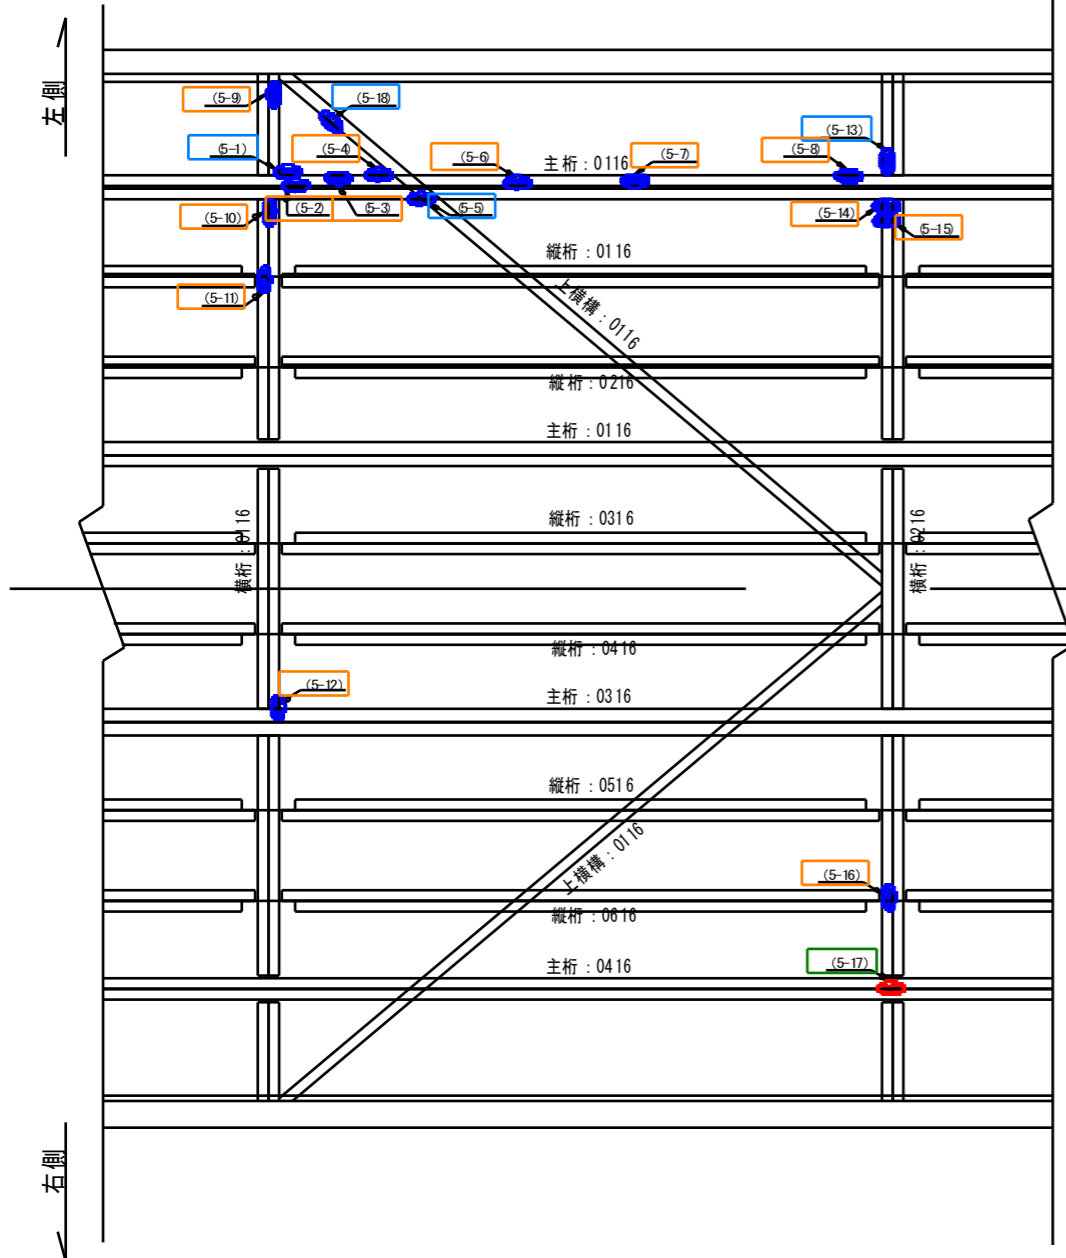 左側
(5-9)
(5-18)
(5-1)
(5-4)
(5-6)
主桁：0116
(5-7)
(5-8)
(5-13)
(5-10)
(5-2)
(5-3)
(5-5)
(5-14)
(5-15)
縦桁：0116
(5-11)
上横構：0116
縦桁：0216
主桁：0116
縦桁：0316
横桁：0116
横桁：0216
縦桁：0416
(5-12)
主桁：0316
縦桁：0516
上横構：0116
(5-16)
縦桁：0616
(5-17)
主桁：0416
右側